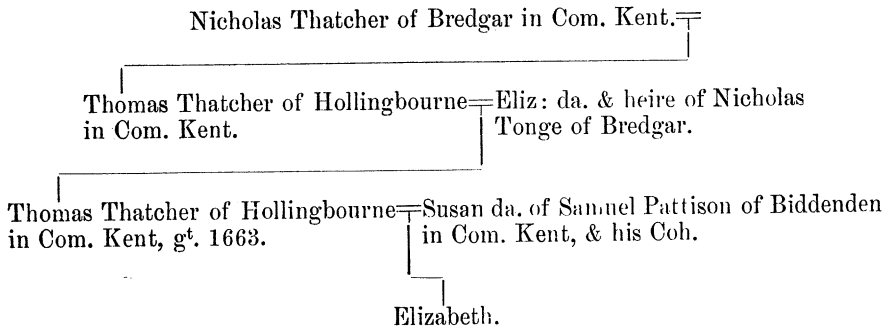 Nicholas Thatcher of Bredgar in Com. Kent.
Thomas Thatcher of Hollingbourne Eliz: da. & heire of Nicholas
in Com. Kent. Tonge of Bredgar.
Thomas Thatcher of Hollingbourne Susan da. of Samuel Pattison of Biddenden
in Com. Kent, gᵗ. 1663. in Com. Kent, & his Coh.
Elizabeth.